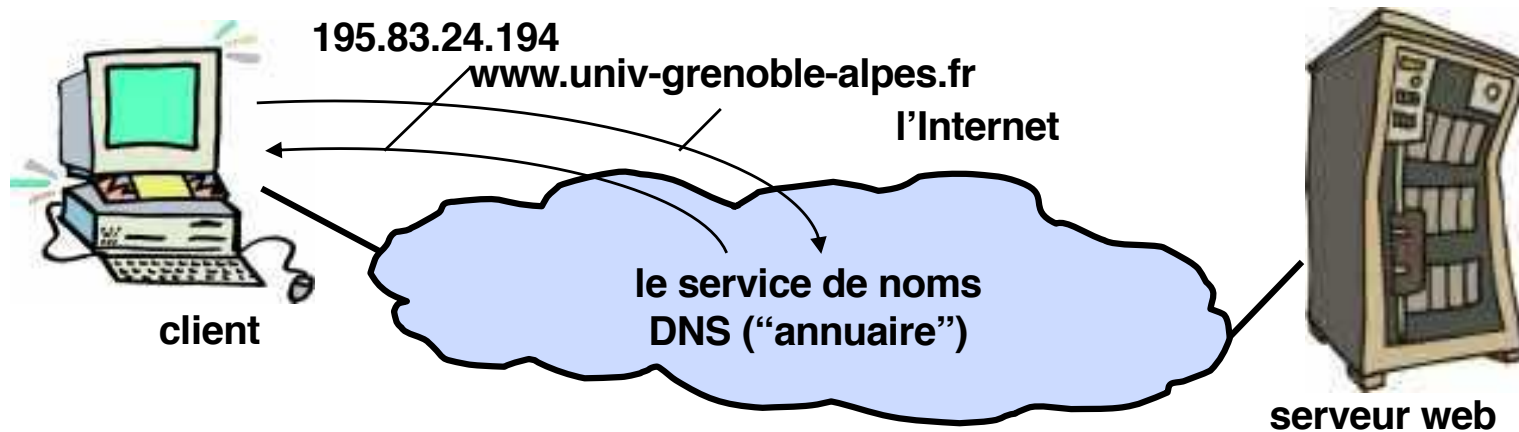 195.83.24.194
www.univ-grenoble-alpes.fr
l’Internet
le service de noms
DNS (“annuaire”)
client
serveur web